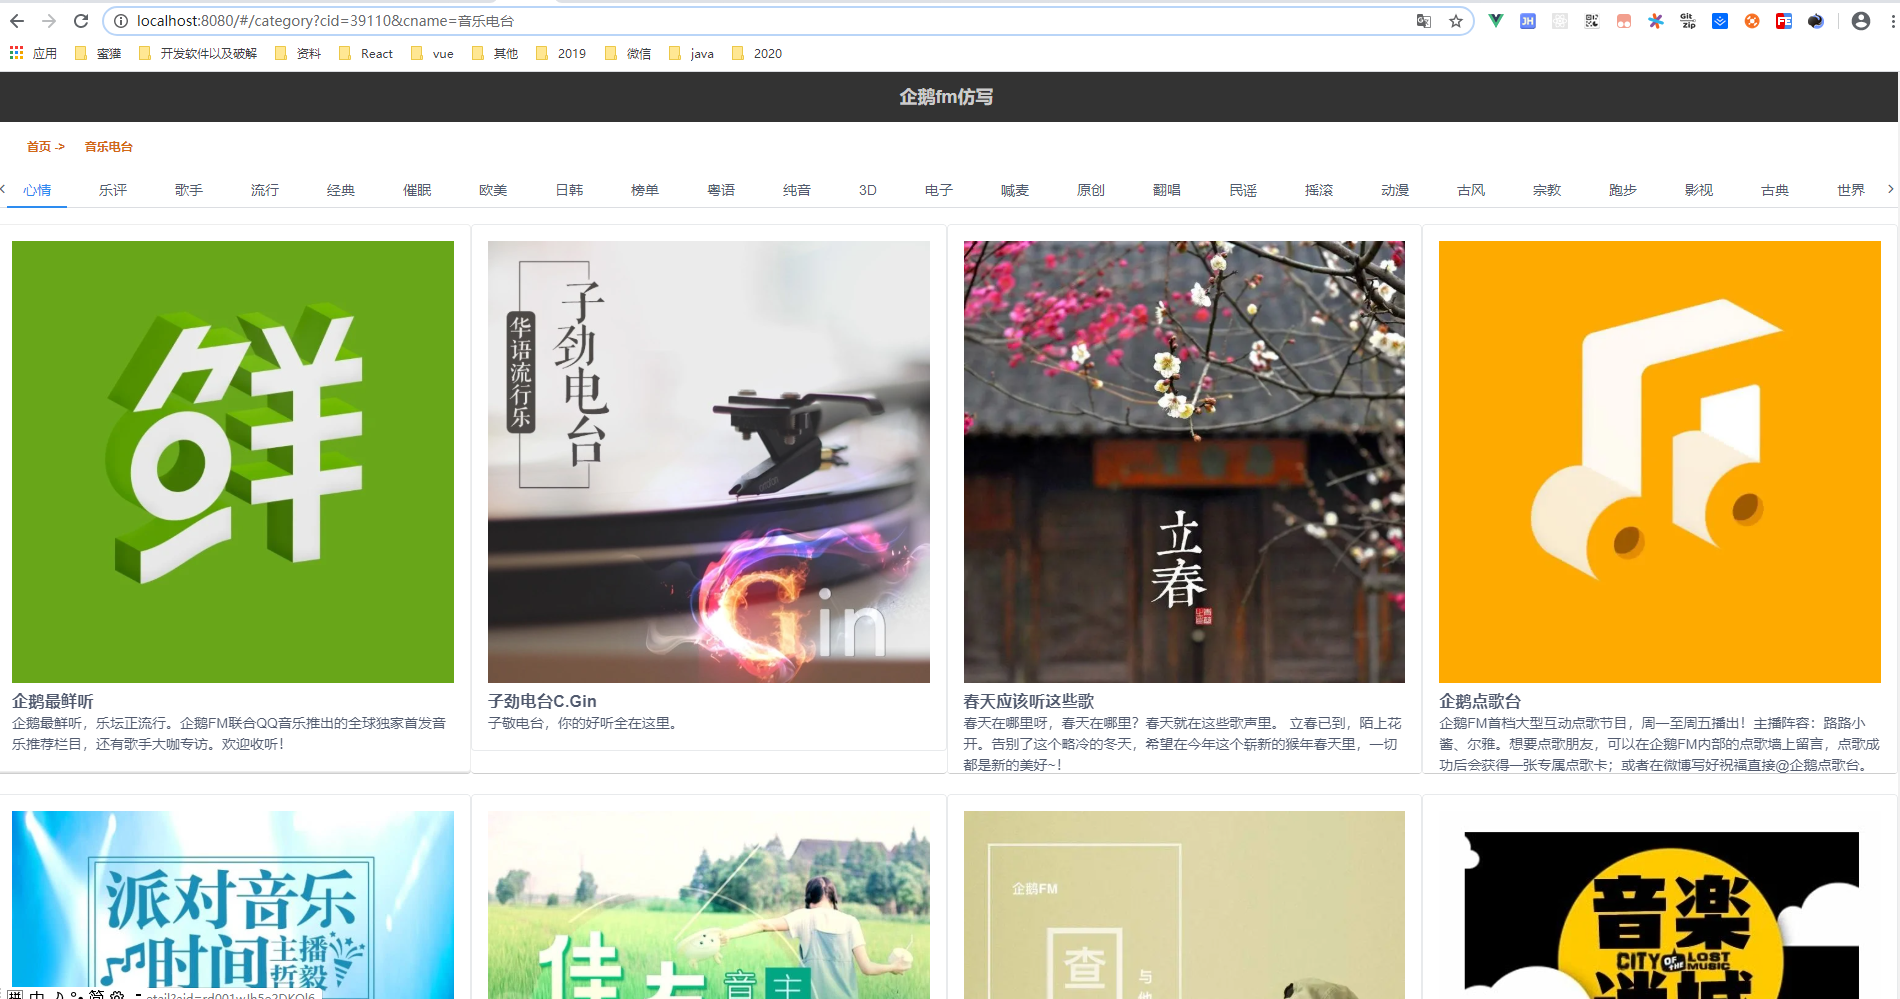 localhost:8080/#/category?cid=39110&cname=音乐电台
应用 蜜獾 开发软件以及破解 资料 React vue 其他 2019 微信 java 2020
企鹅fm仿写
首页 -> 音乐电台
心情 乐评 歌手 流行 经典 催眠 欧美 日韩 榜单 粤语 纯音 3D 电子 喊麦 原创 翻唱 民谣 摇滚 动漫 古风 宗教 跑步 影视 古典 世界
鲜
子劲电台
华语流行乐
Gin
立春
企鹅最鲜听
企鹅最鲜听，乐坛正流行。企鹅FM联合QQ音乐推出的全球独家首发音
乐推荐栏目，还有歌手大咖专访。欢迎收听！
子劲电台C.Gin
子敬电台，你的好听全在这里。
春天应该听这些歌
春天在哪里呀，春天在哪里？春天就在这些歌声里。 立春已到，陌上花
开。告别了这个略冷的冬天，希望在今年这个崭新的猴年春天里，一切
都是新的美好~！
企鹅点歌台
企鹅FM首档大型互动点歌节目，周一至周五播出！主播阵容：路路小
酱、尔雅。想要点歌朋友，可以在企鹅FM内部的点歌墙上留言，点歌成
功后会获得一张专属点歌卡；或者在微博写好祝福直接@企鹅点歌台。
派对音乐
时间
主播
哲毅
佳
音 主
企鹅FM
查
与
他
音楽
CITY OF THE LOST MUSIC
迷城